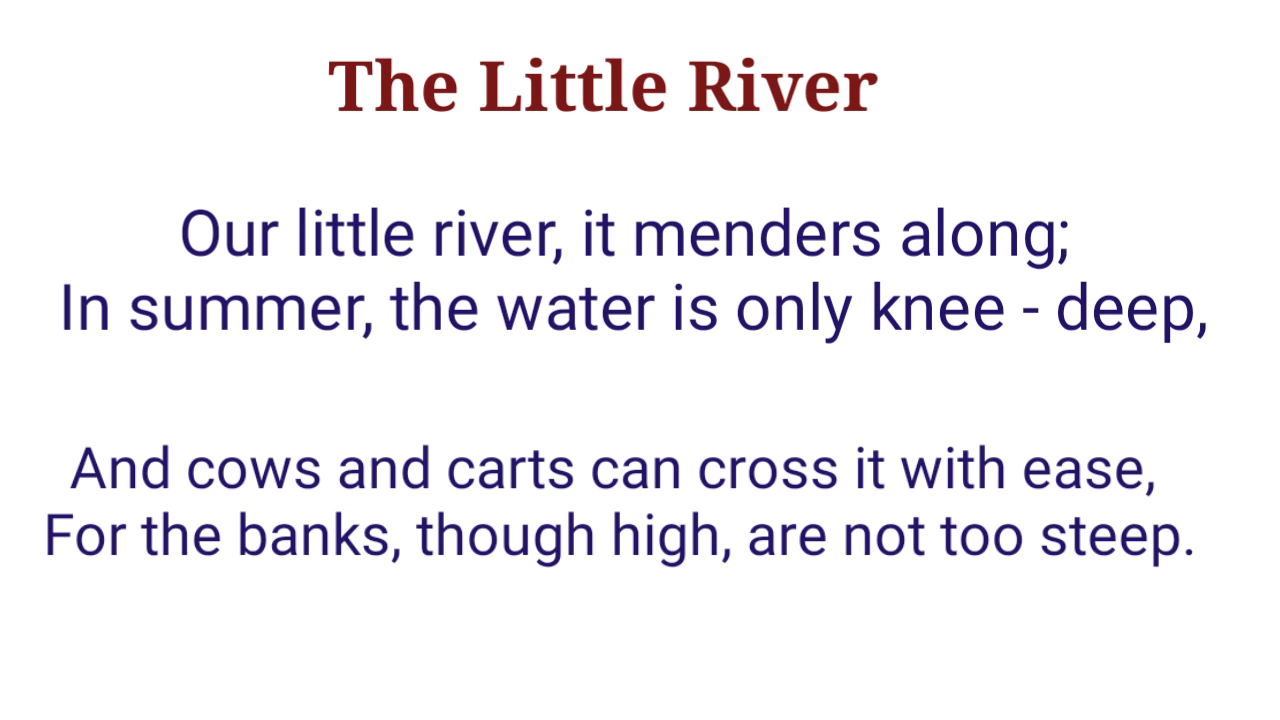 The Little River
Our little river, it menders along;
In summer, the water is only knee - deep,
And cows and carts can cross it with ease,
For the banks, though high, are not too steep.